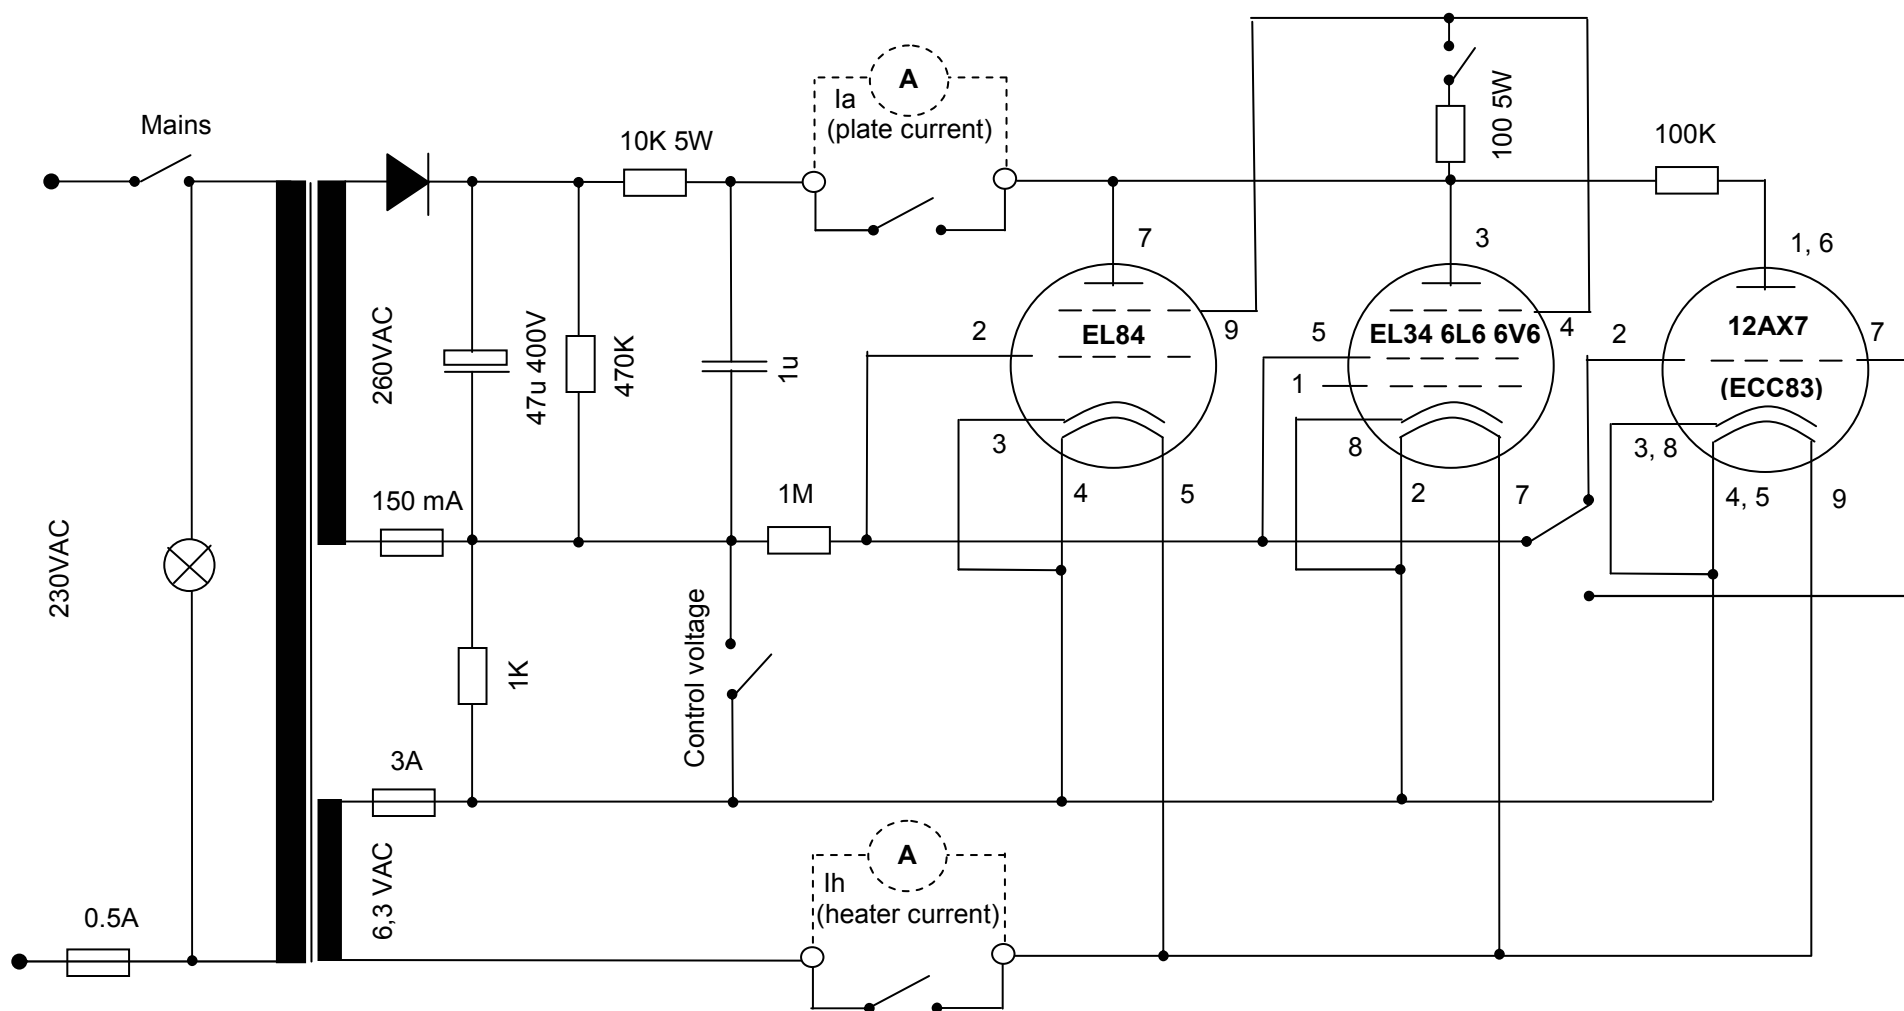 Mains
A
Ia
(plate current)
10K 5W
100 5W
100K
7
3
1, 6
260VAC
47u 400V
470K
1u
2
EL84
9
5
EL34 6L6 6V6
4
2
12AX7
7
1
(ECC83)
3
8
3, 8
4
5
2
7
4, 5
9
150 mA
1M
230VAC
1K
Control voltage
3A
6,3 VAC
A
Ih
(heater current)
0.5A